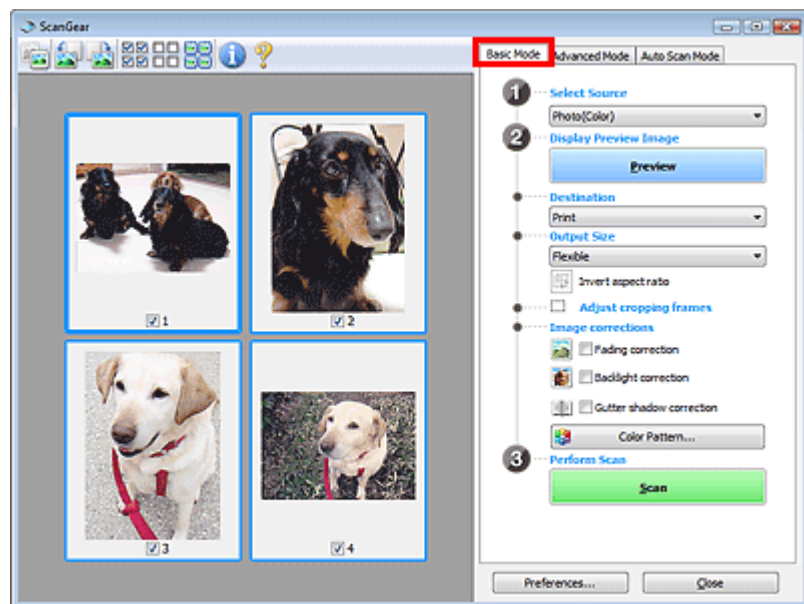 ScanGear
Basic Mode Advanced Mode Auto Scan Mode
1 Select Source
Photo(Color)
2 Display Preview Image
Preview
Destination
Print
Output Size
Flexible
Invert aspect ratio
Adjust cropping frames
Image corrections
Fading correction
Backlight correction
Gutter shadow correction
Color Pattern...
3 Perform Scan
Scan
Preferences... Close
1 2
3 4